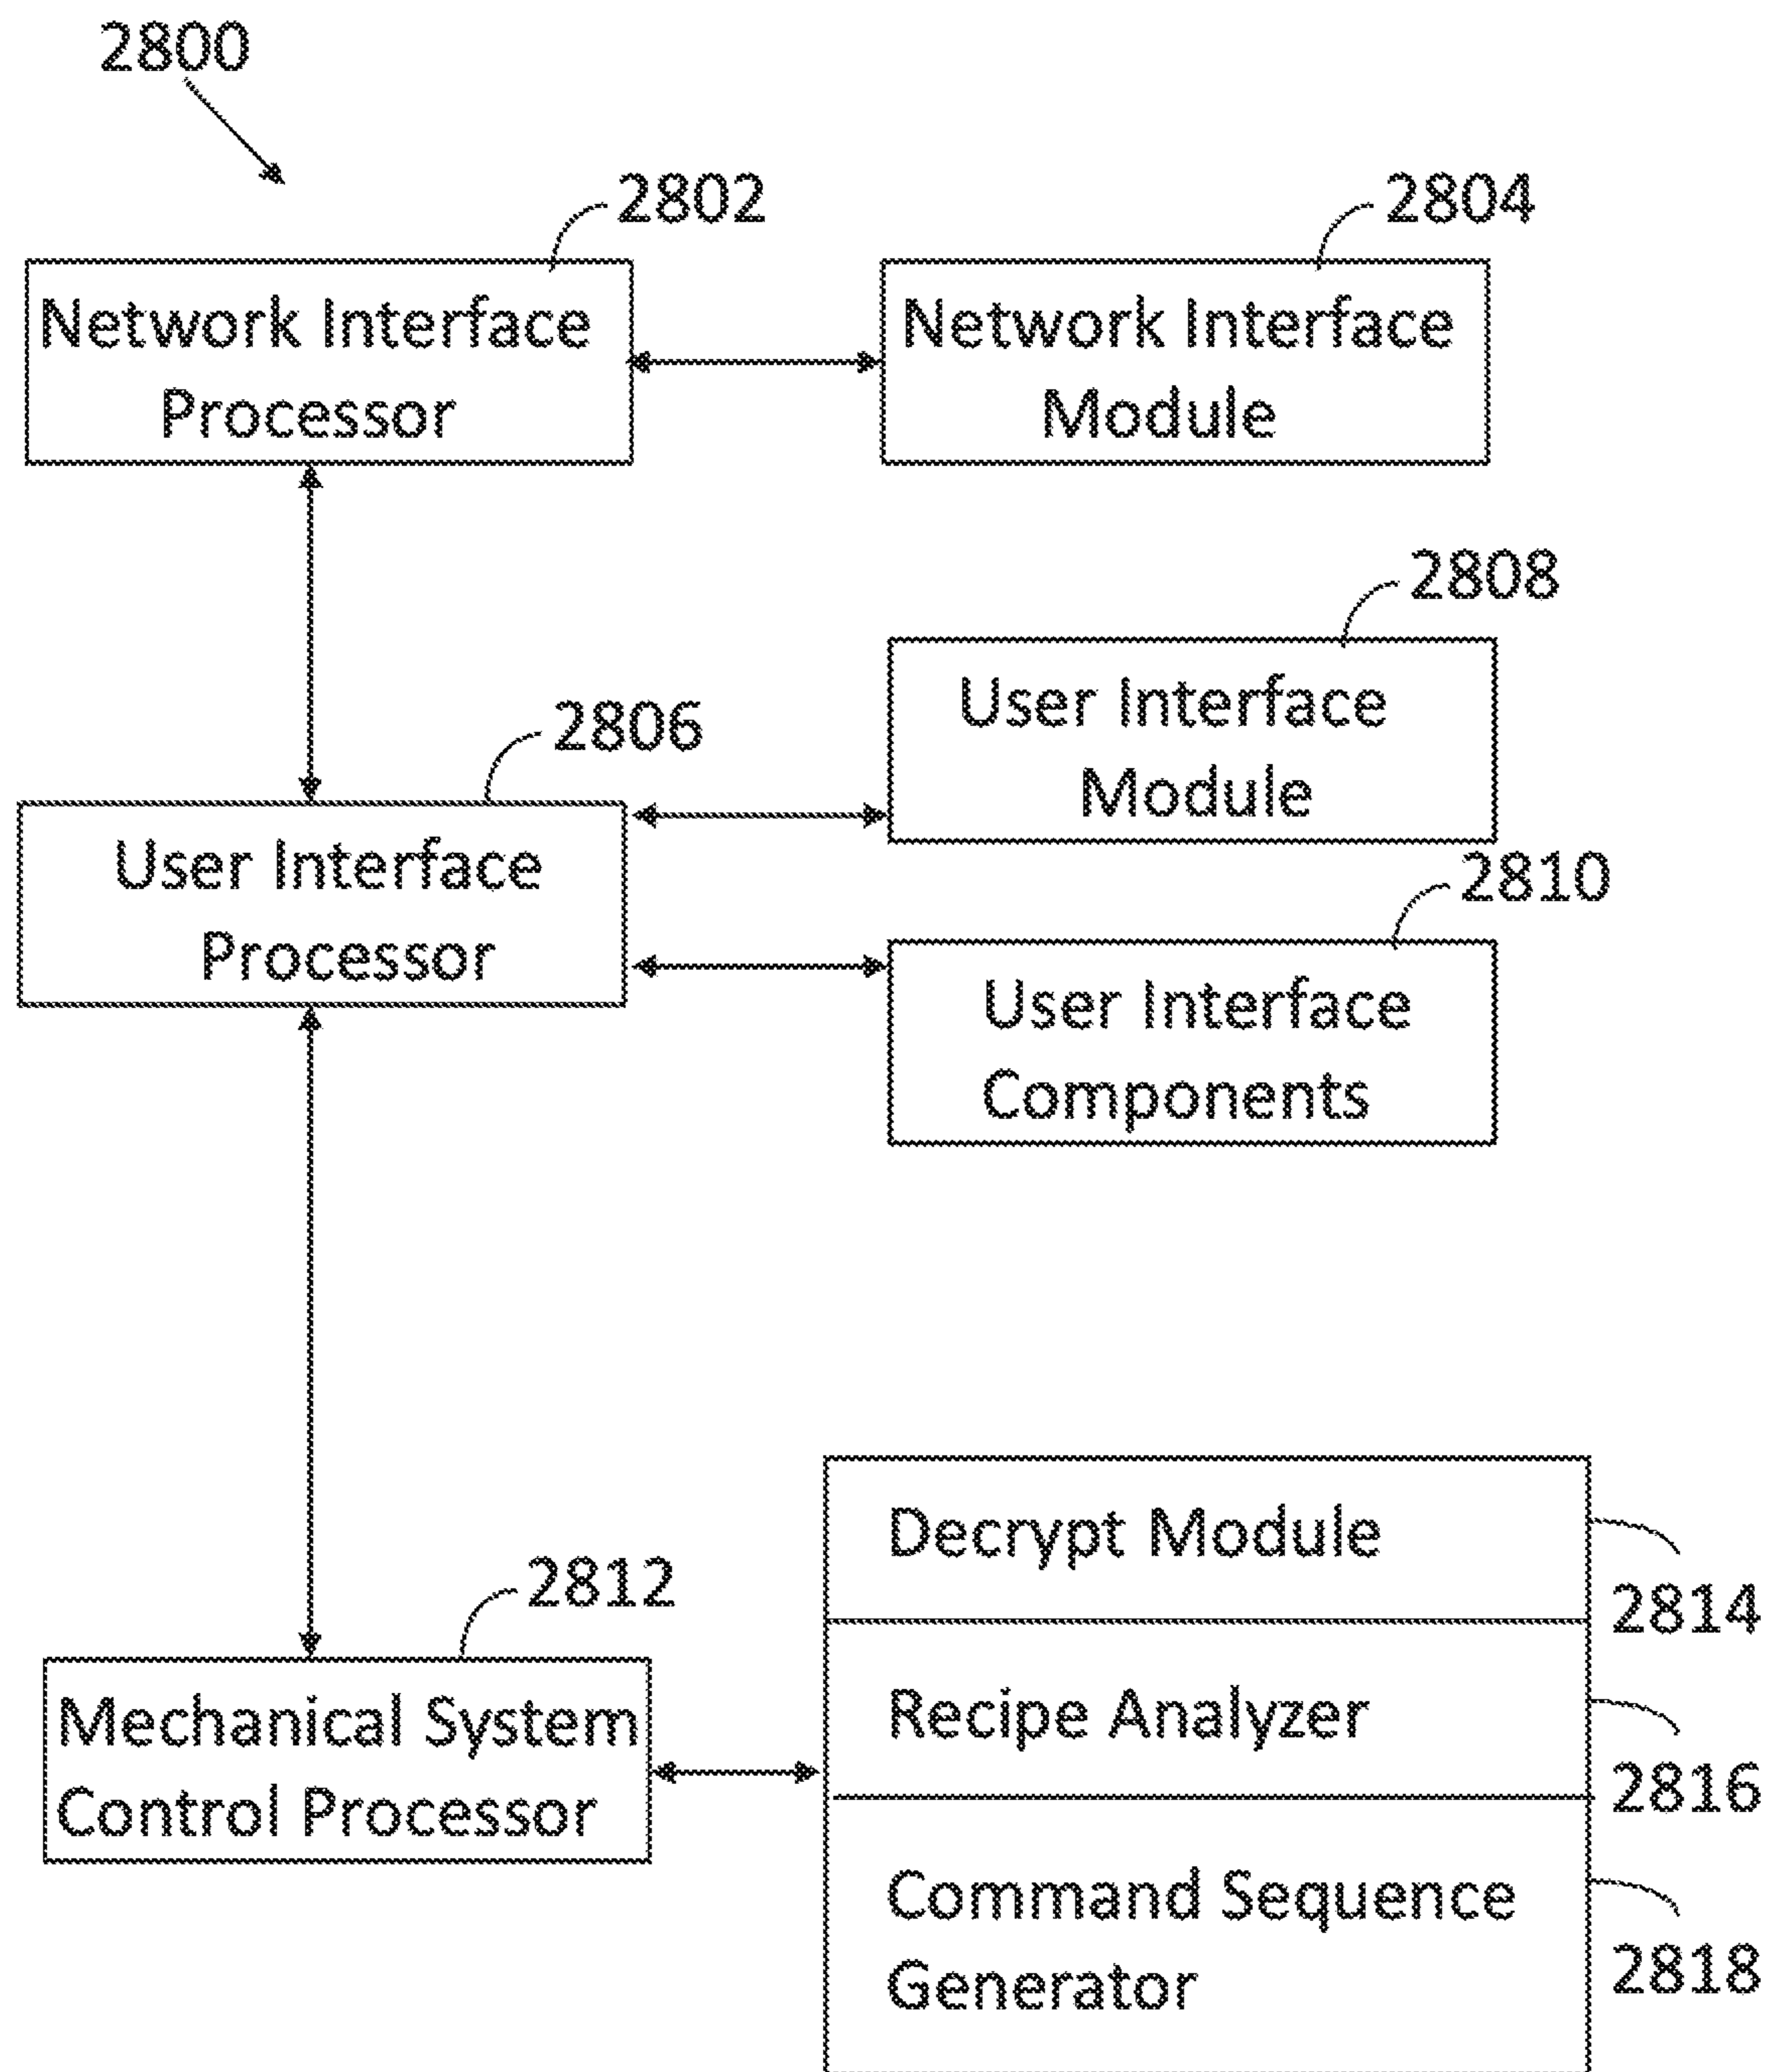 2800
2802
2804
Network Interface
Processor
Network Interface
Module
2808
User Interface
Module
2806
User Interface
Processor
2810
User Interface
Components
2812
Mechanical System
Control Processor
Decrypt Module
2814
Recipe Analyzer
2816
Command Sequence
Generator
2818